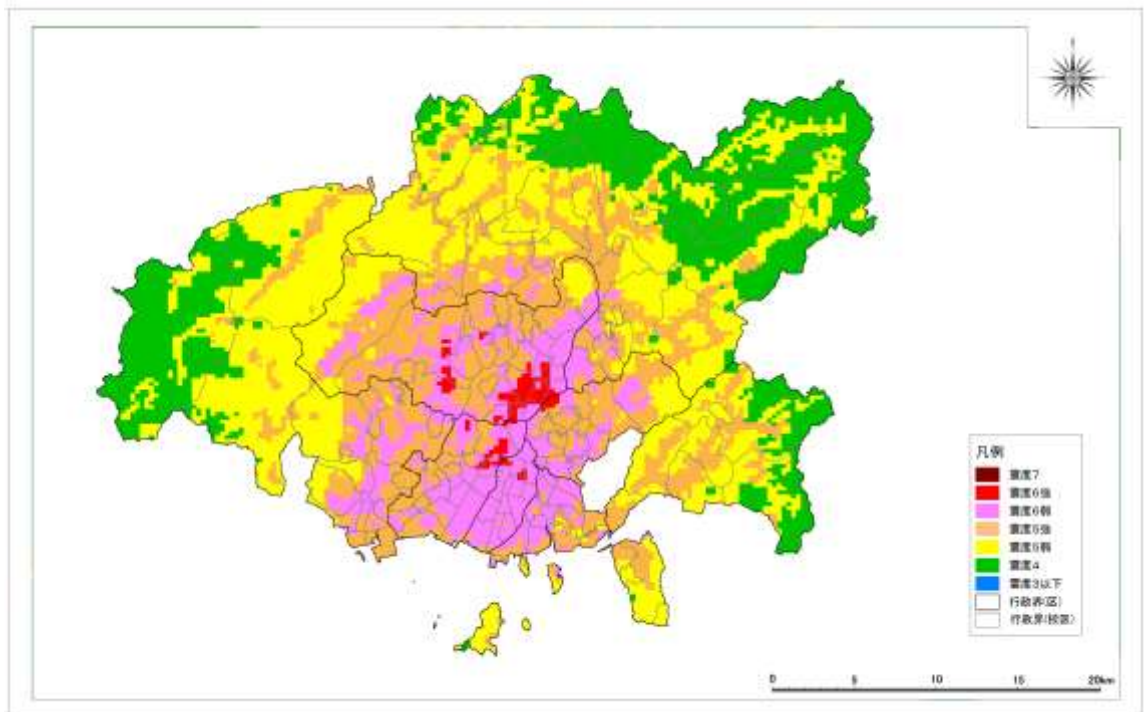 凡例
震度7
震度6強
震度6弱
震度5強
震度5弱
震度4
震度3以下
行政界(区)
行政界(校区)
0 5 10 15 20km